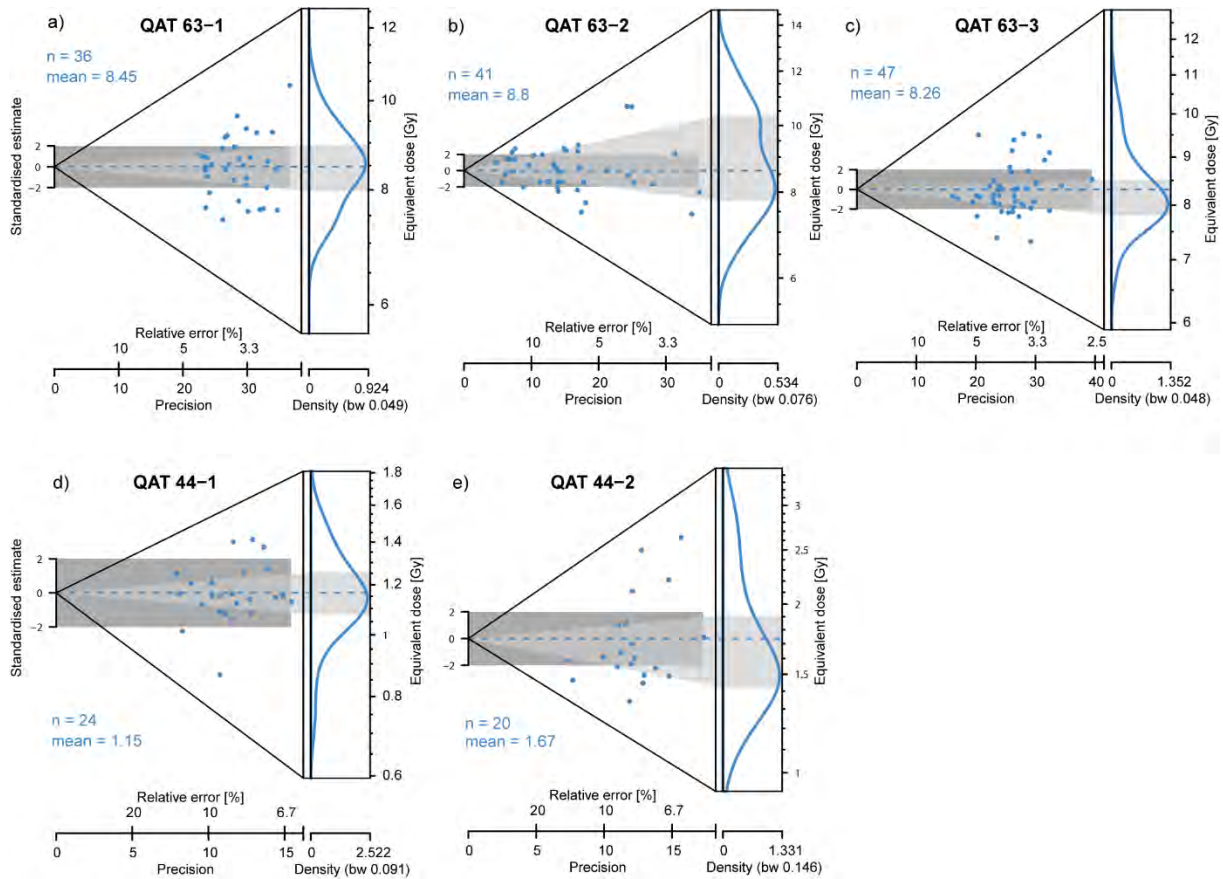 a) QAT 63−1
n = 36
mean = 8.45
Standardised estimate
2
0
−2
12
10
8
6
Equivalent dose [Gy]
Relative error [%]
10 5 3.3
0 10 20 30
Precision
0 0.924
Density (bw 0.049)
b) QAT 63−2
n = 41
mean = 8.8
2
0
−2
14
12
10
8
6
Equivalent dose [Gy]
Relative error [%]
10 5 3.3
0 10 20 30
Precision
0 0.534
Density (bw 0.076)
c) QAT 63−3
n = 47
mean = 8.26
2
0
−2
12
11
10
9
8
7
6
Equivalent dose [Gy]
Relative error [%]
10 5 3.3 2.5
0 10 20 30 40
Precision
0 1.352
Density (bw 0.048)
d) QAT 44−1
n = 24
mean = 1.15
Standardised estimate
2
0
−2
1.8
1.6
1.4
1.2
1
0.8
0.6
Equivalent dose [Gy]
Relative error [%]
20 10 6.7
0 5 10 15
Precision
0 2.522
Density (bw 0.091)
e) QAT 44−2
n = 20
mean = 1.67
2
0
−2
3
2.5
2
1.5
1
Equivalent dose [Gy]
Relative error [%]
20 10 6.7
0 5 10 15
Precision
0 1.331
Density (bw 0.146)